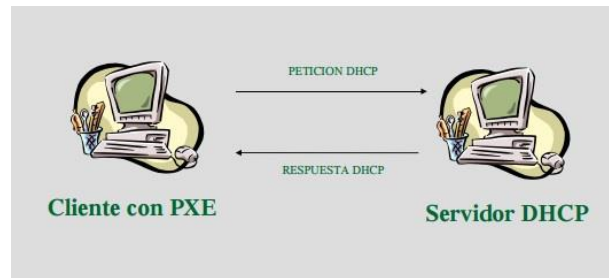 PETICION DHCP
RESPUESTA DHCP
Cliente con PXE
Servidor DHCP